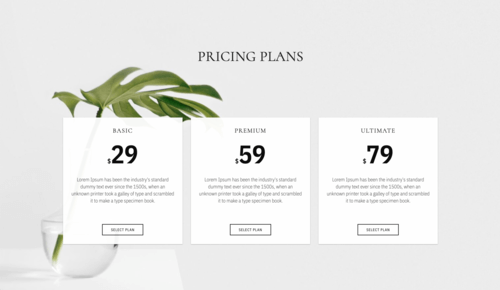 PRICING PLANS
BASIC
$29
Lorem Ipsum has been the industry's standard
dummy text ever since the 1500s, when an
unknown printer took a galley of type and scrambled
it to make a type specimen book.
SELECT PLAN
PREMIUM
$59
Lorem Ipsum has been the industry's standard
dummy text ever since the 1500s, when an
unknown printer took a galley of type and scrambled
it to make a type specimen book.
SELECT PLAN
ULTIMATE
$79
Lorem Ipsum has been the industry's standard
dummy text ever since the 1500s, when an
unknown printer took a galley of type and scrambled
it to make a type specimen book.
SELECT PLAN